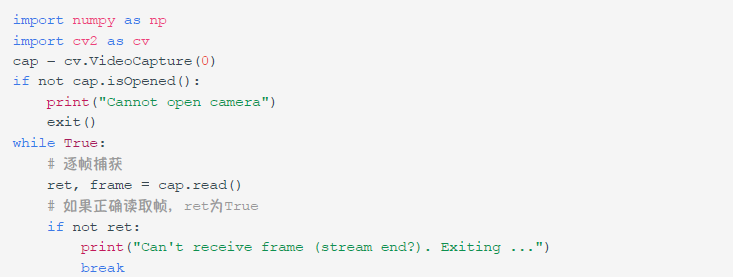 import numpy as np
import cv2 as cv
cap = cv.VideoCapture(0)
if not cap.isOpened():
    print("Cannot open camera")
    exit()
while True:
    # 逐帧捕获
    ret, frame = cap.read()
    # 如果正确读取帧，ret为True
    if not ret:
        print("Can't receive frame (stream end?). Exiting ...")
        break